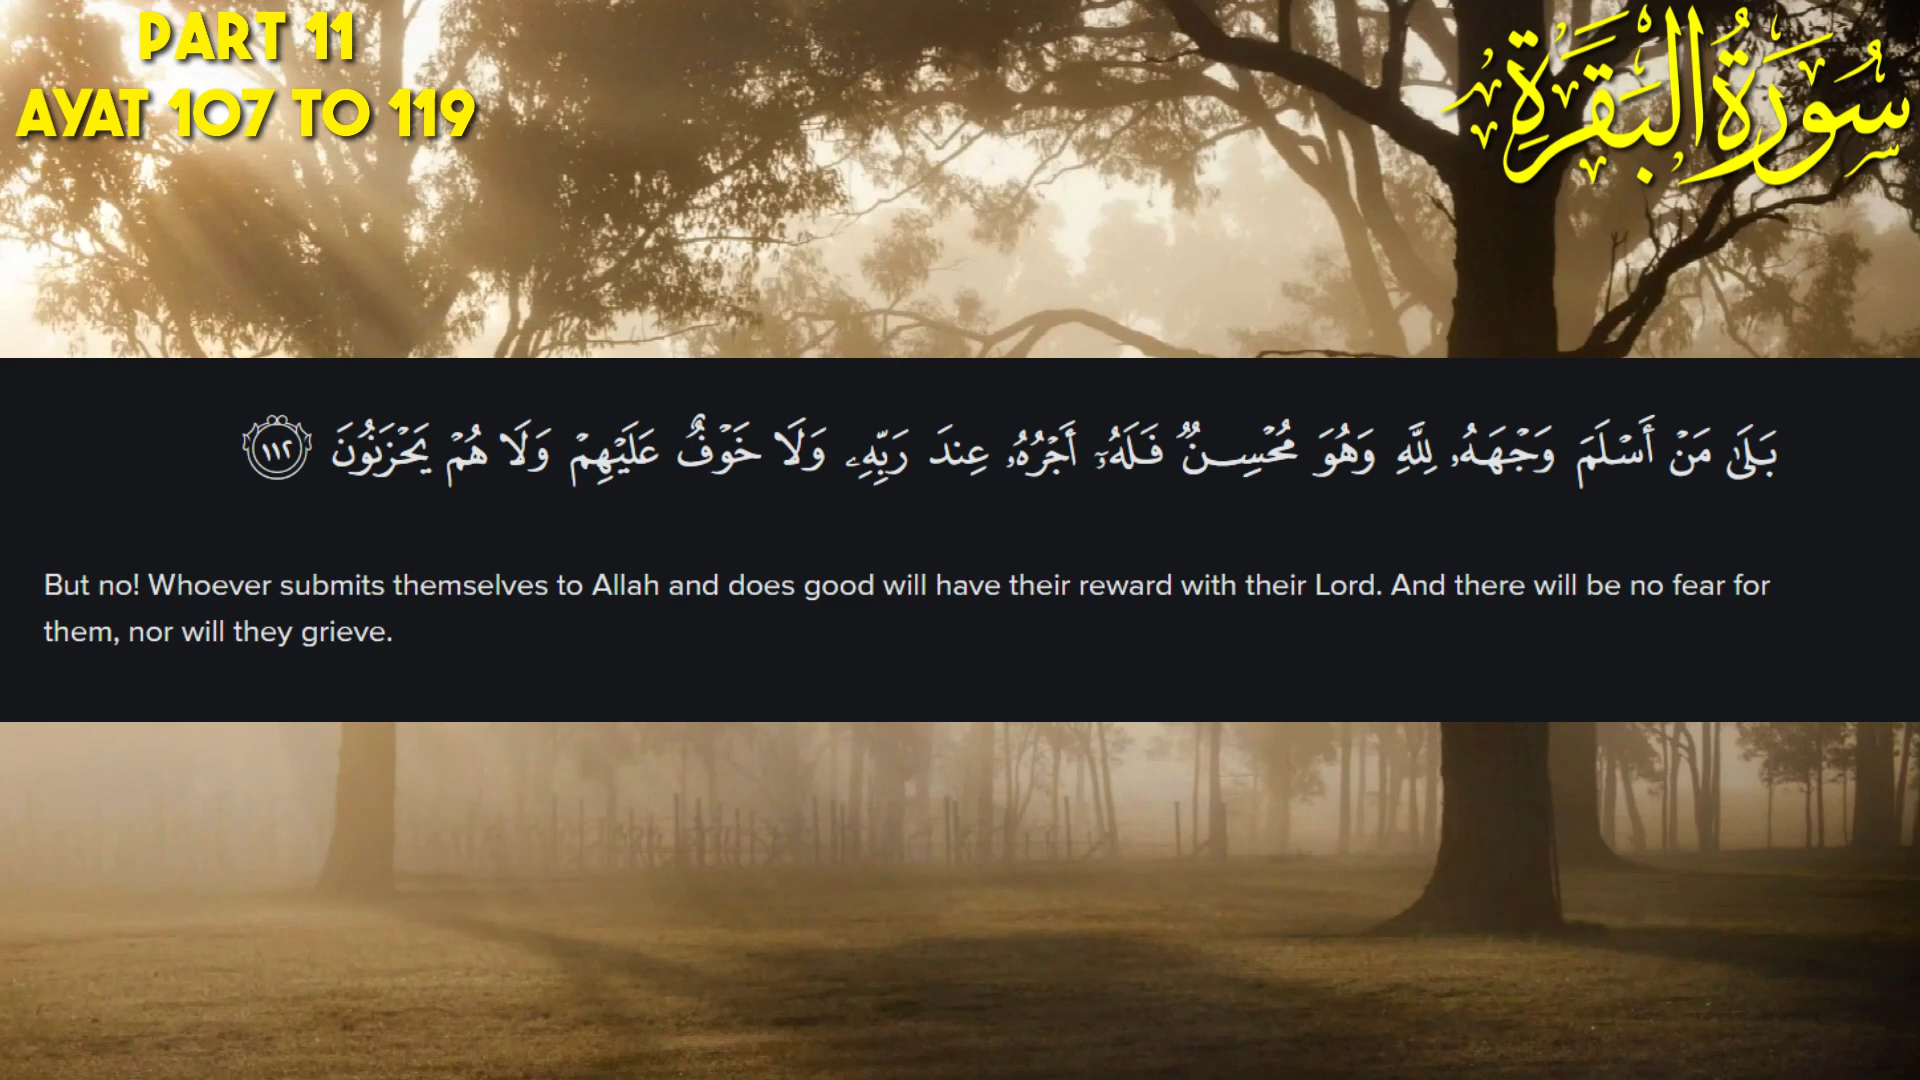 PART 11
AYAT 107 TO 119
سُورَةُ البَقَرَةِ
بَلَىٰ مَنْ أَسْلَمَ وَجْهَهُۥ لِلَّهِ وَهُوَ مُحْسِنٌ فَلَهُۥٓ أَجْرُهُۥ عِندَ رَبِّهِۦ وَلَا خَوْفٌ عَلَيْهِمْ وَلَا هُمْ يَحْزَنُونَ ١١٢
But no! Whoever submits themselves to Allah and does good will have their reward with their Lord. And there will be no fear for
them, nor will they grieve.